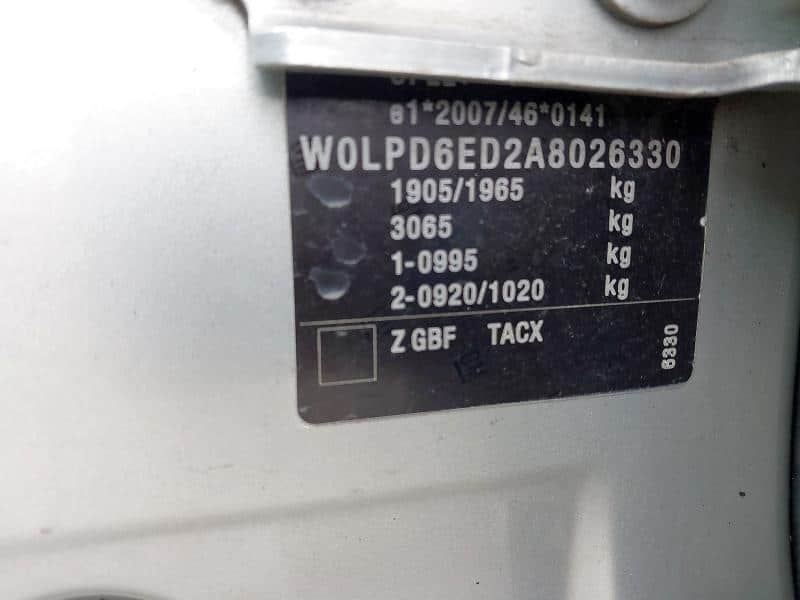 e1*2007/46*0141
W0LPD6ED2A8026330
1905/1965 kg
3065 kg
1-0995 kg
2-0920/1020 kg
Z GBF TACX
6330